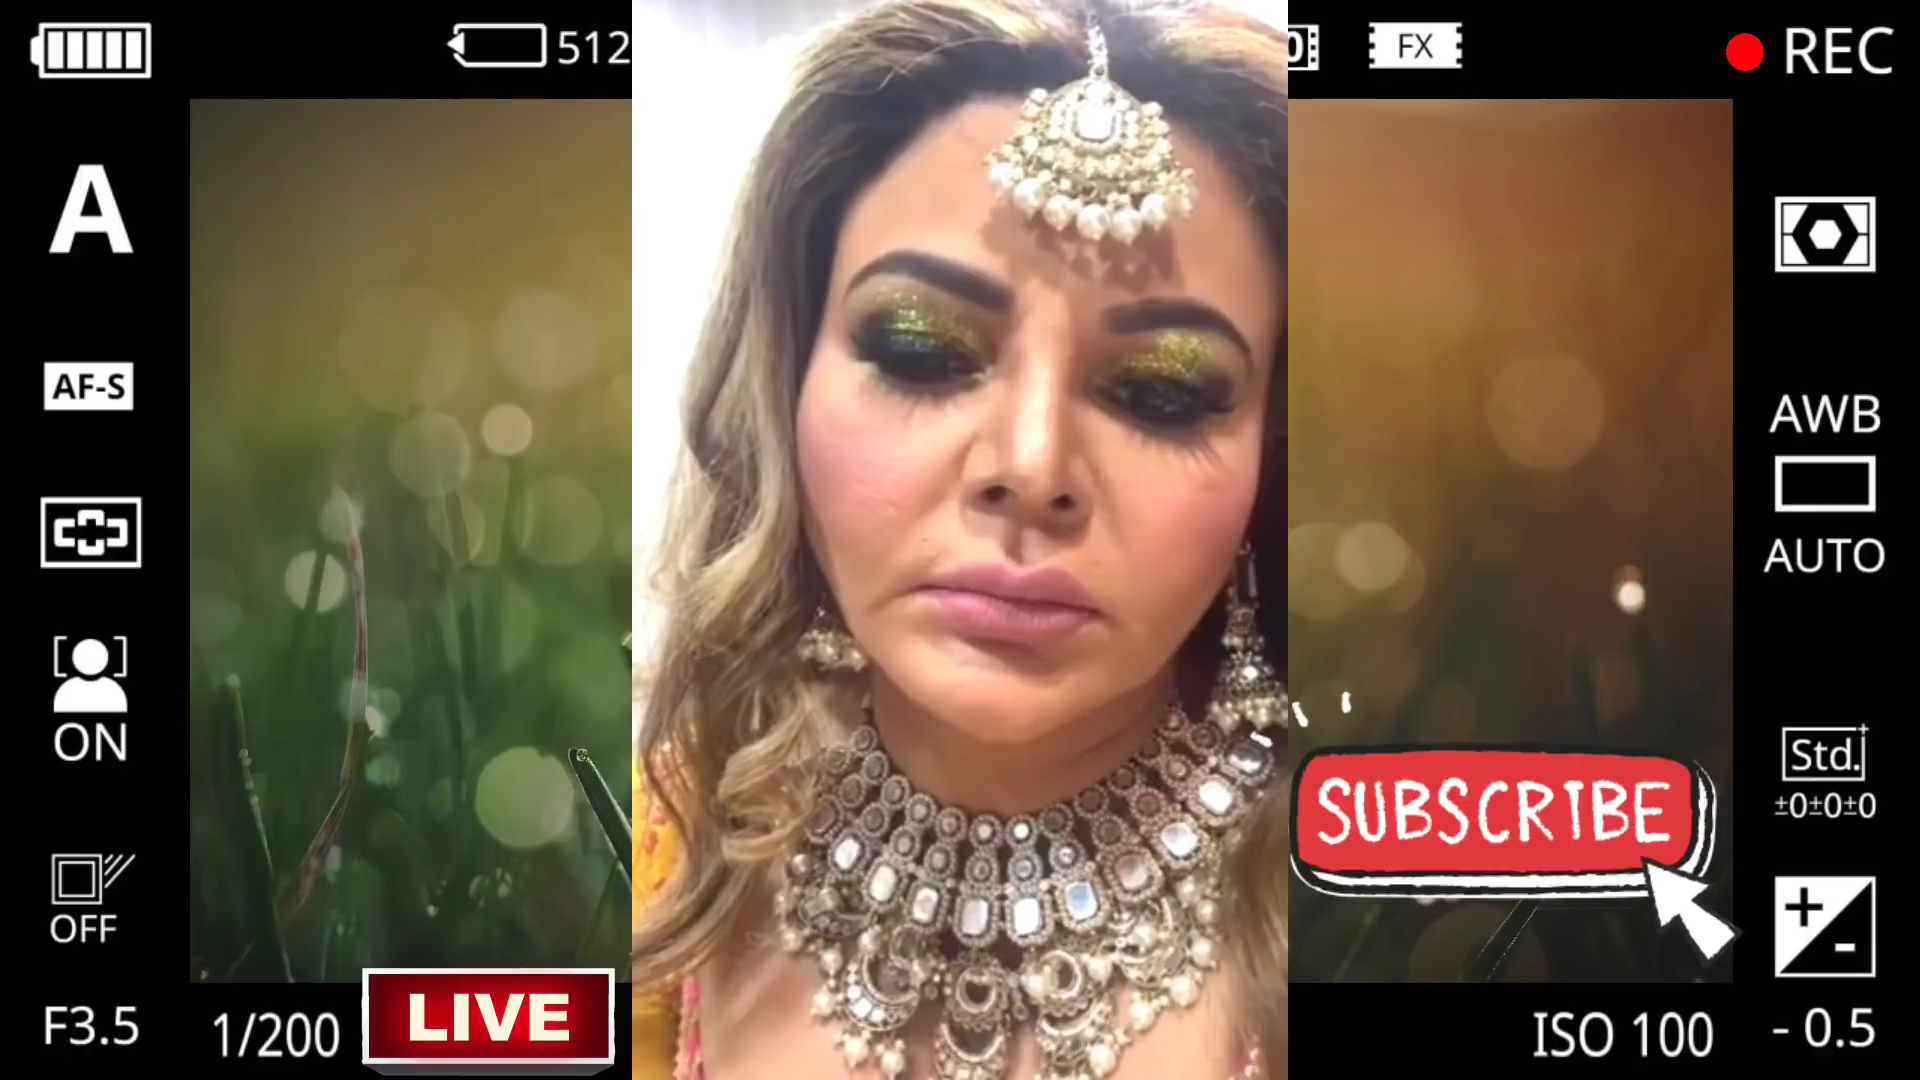 512
FX
REC
A
AF-S
AWB
AUTO
ON
Std.
±0±0±0
SUBSCRIBE
OFF
F3.5
1/200
LIVE
ISO 100
- 0.5